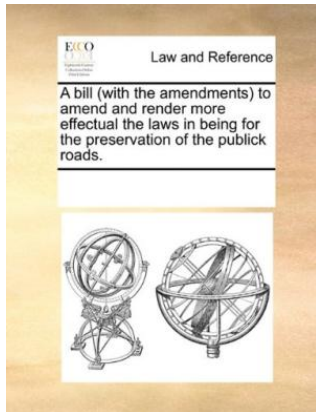 ECCO
Law and Reference
A bill (with the amendments) to
amend and render more
effectual the laws in being for
the preservation of the publick
roads.